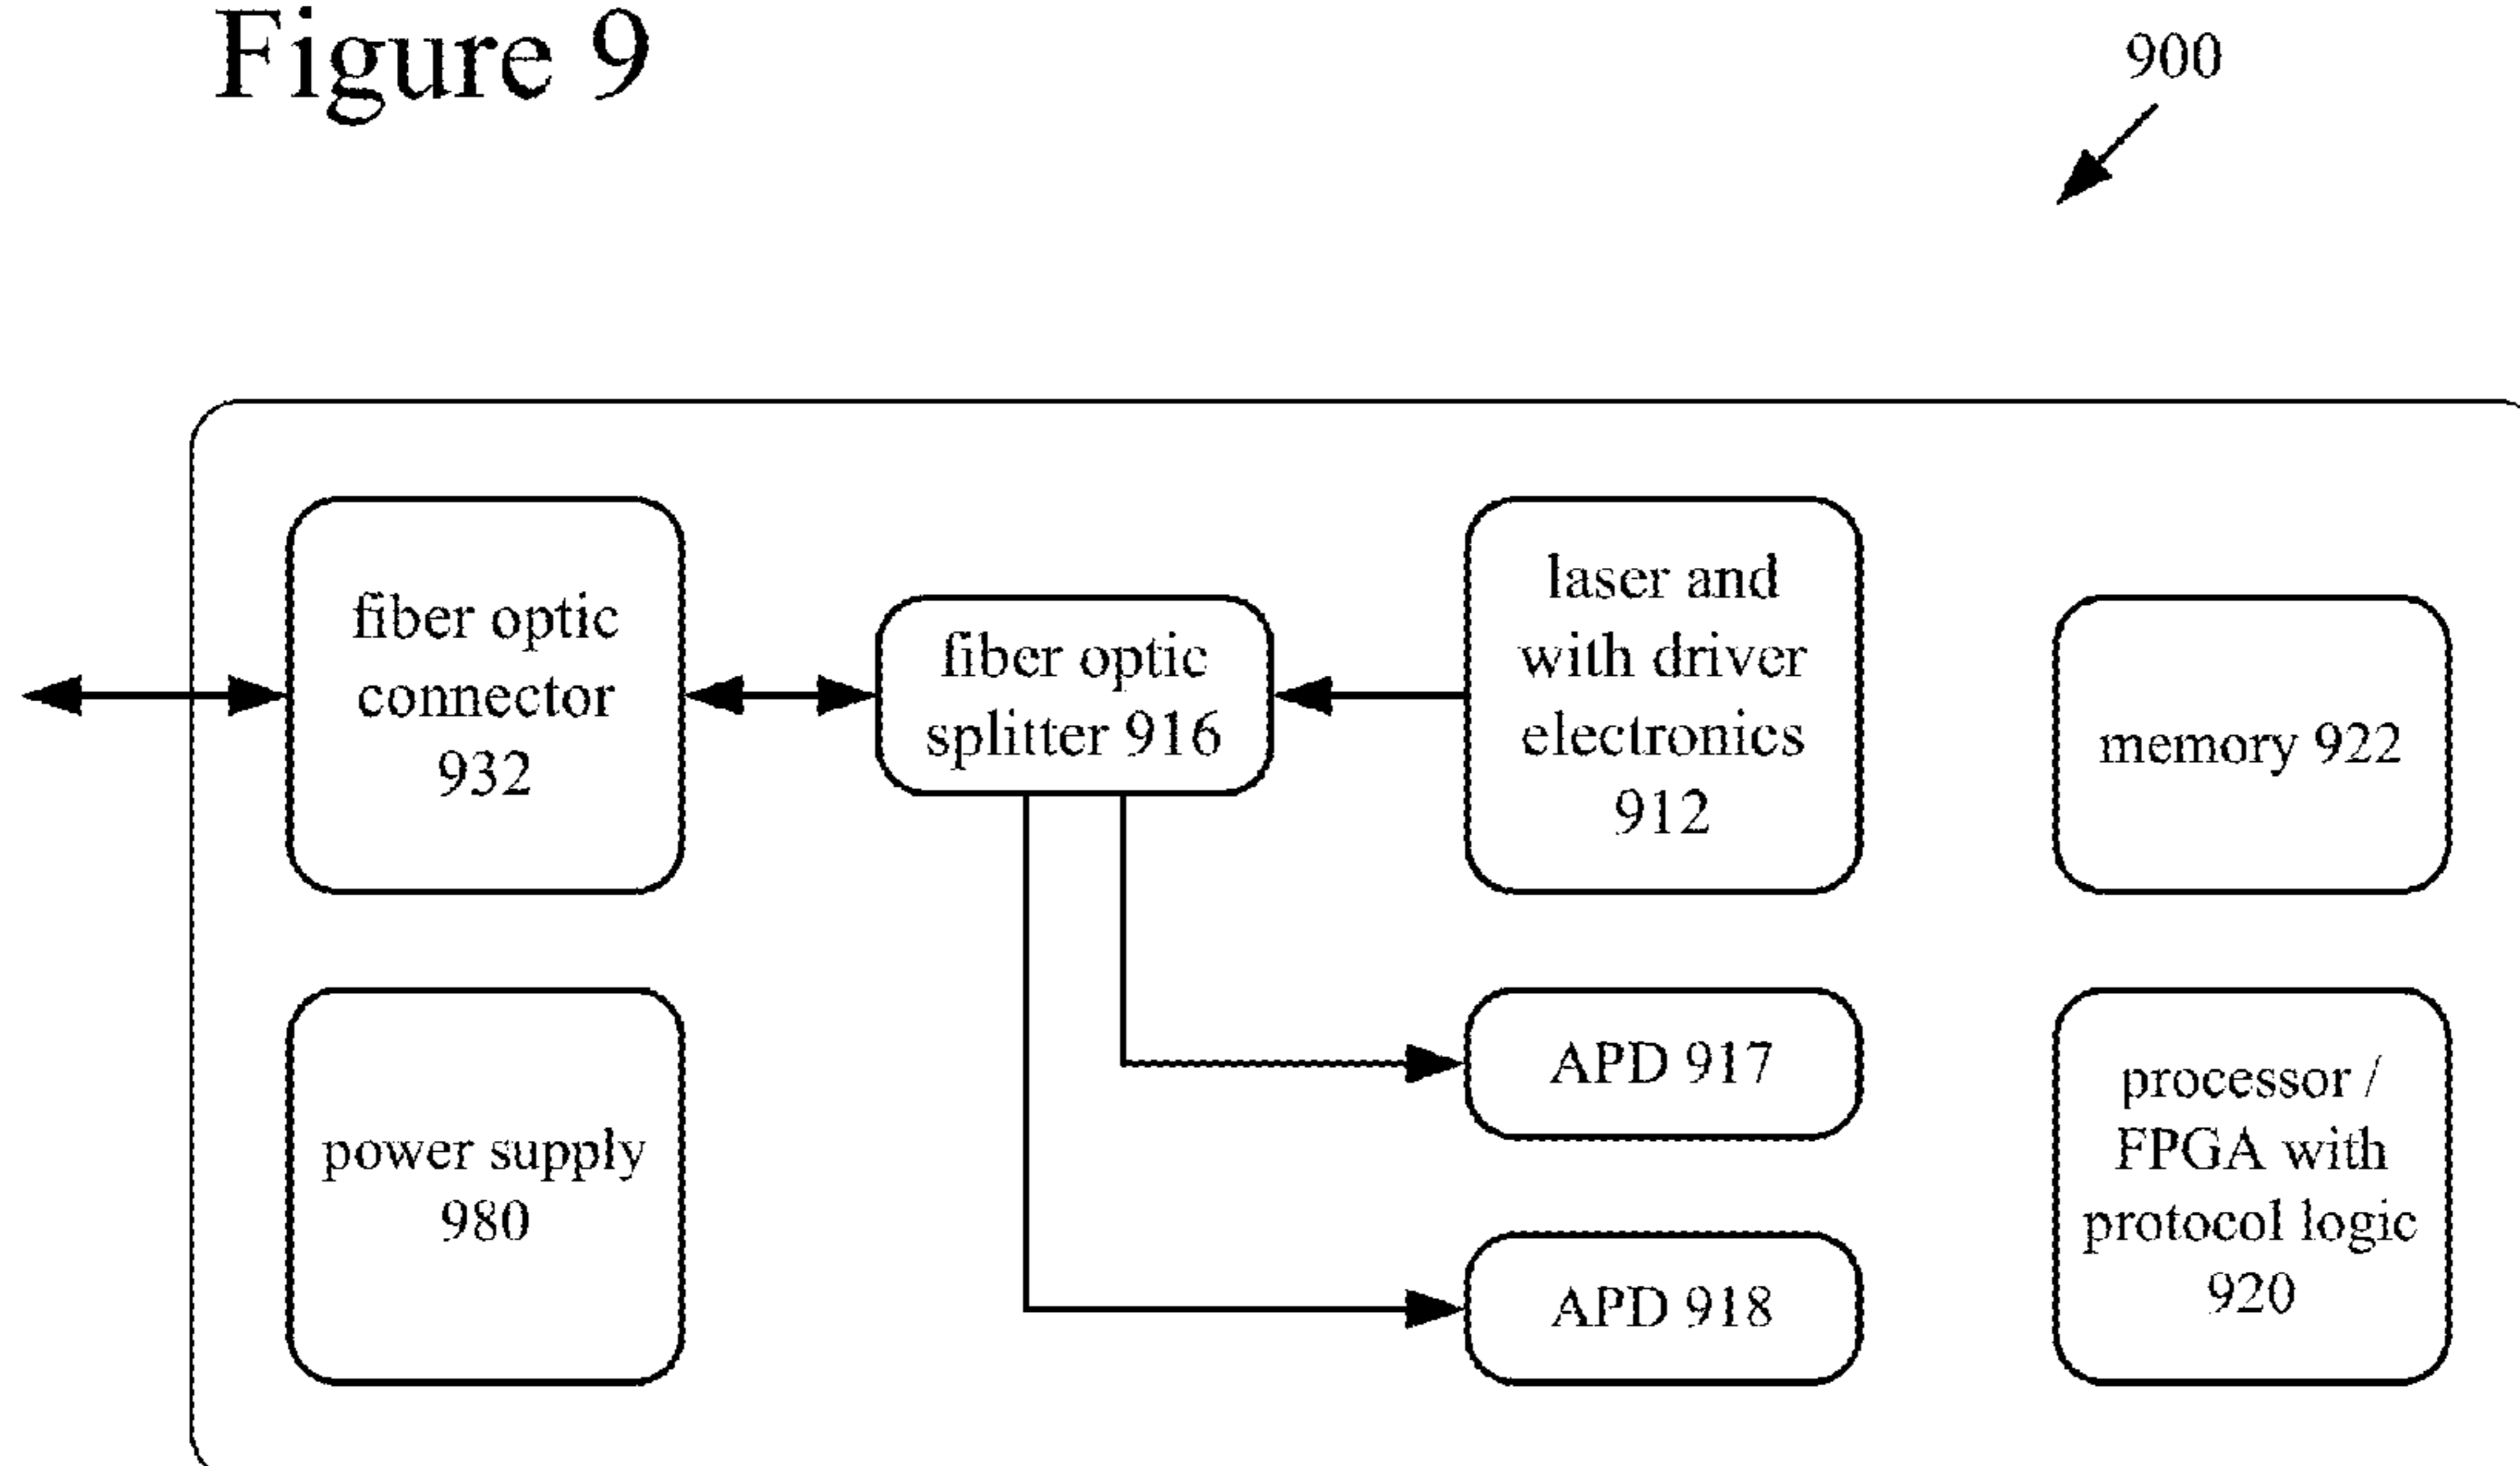 Figure 9
900
fiber optic
connector
932
fiber optic
splitter 916
laser and
with driver
electronics
912
memory 922
power supply
980
APD 917
APD 918
processor /
FPGA with
protocol logic
920